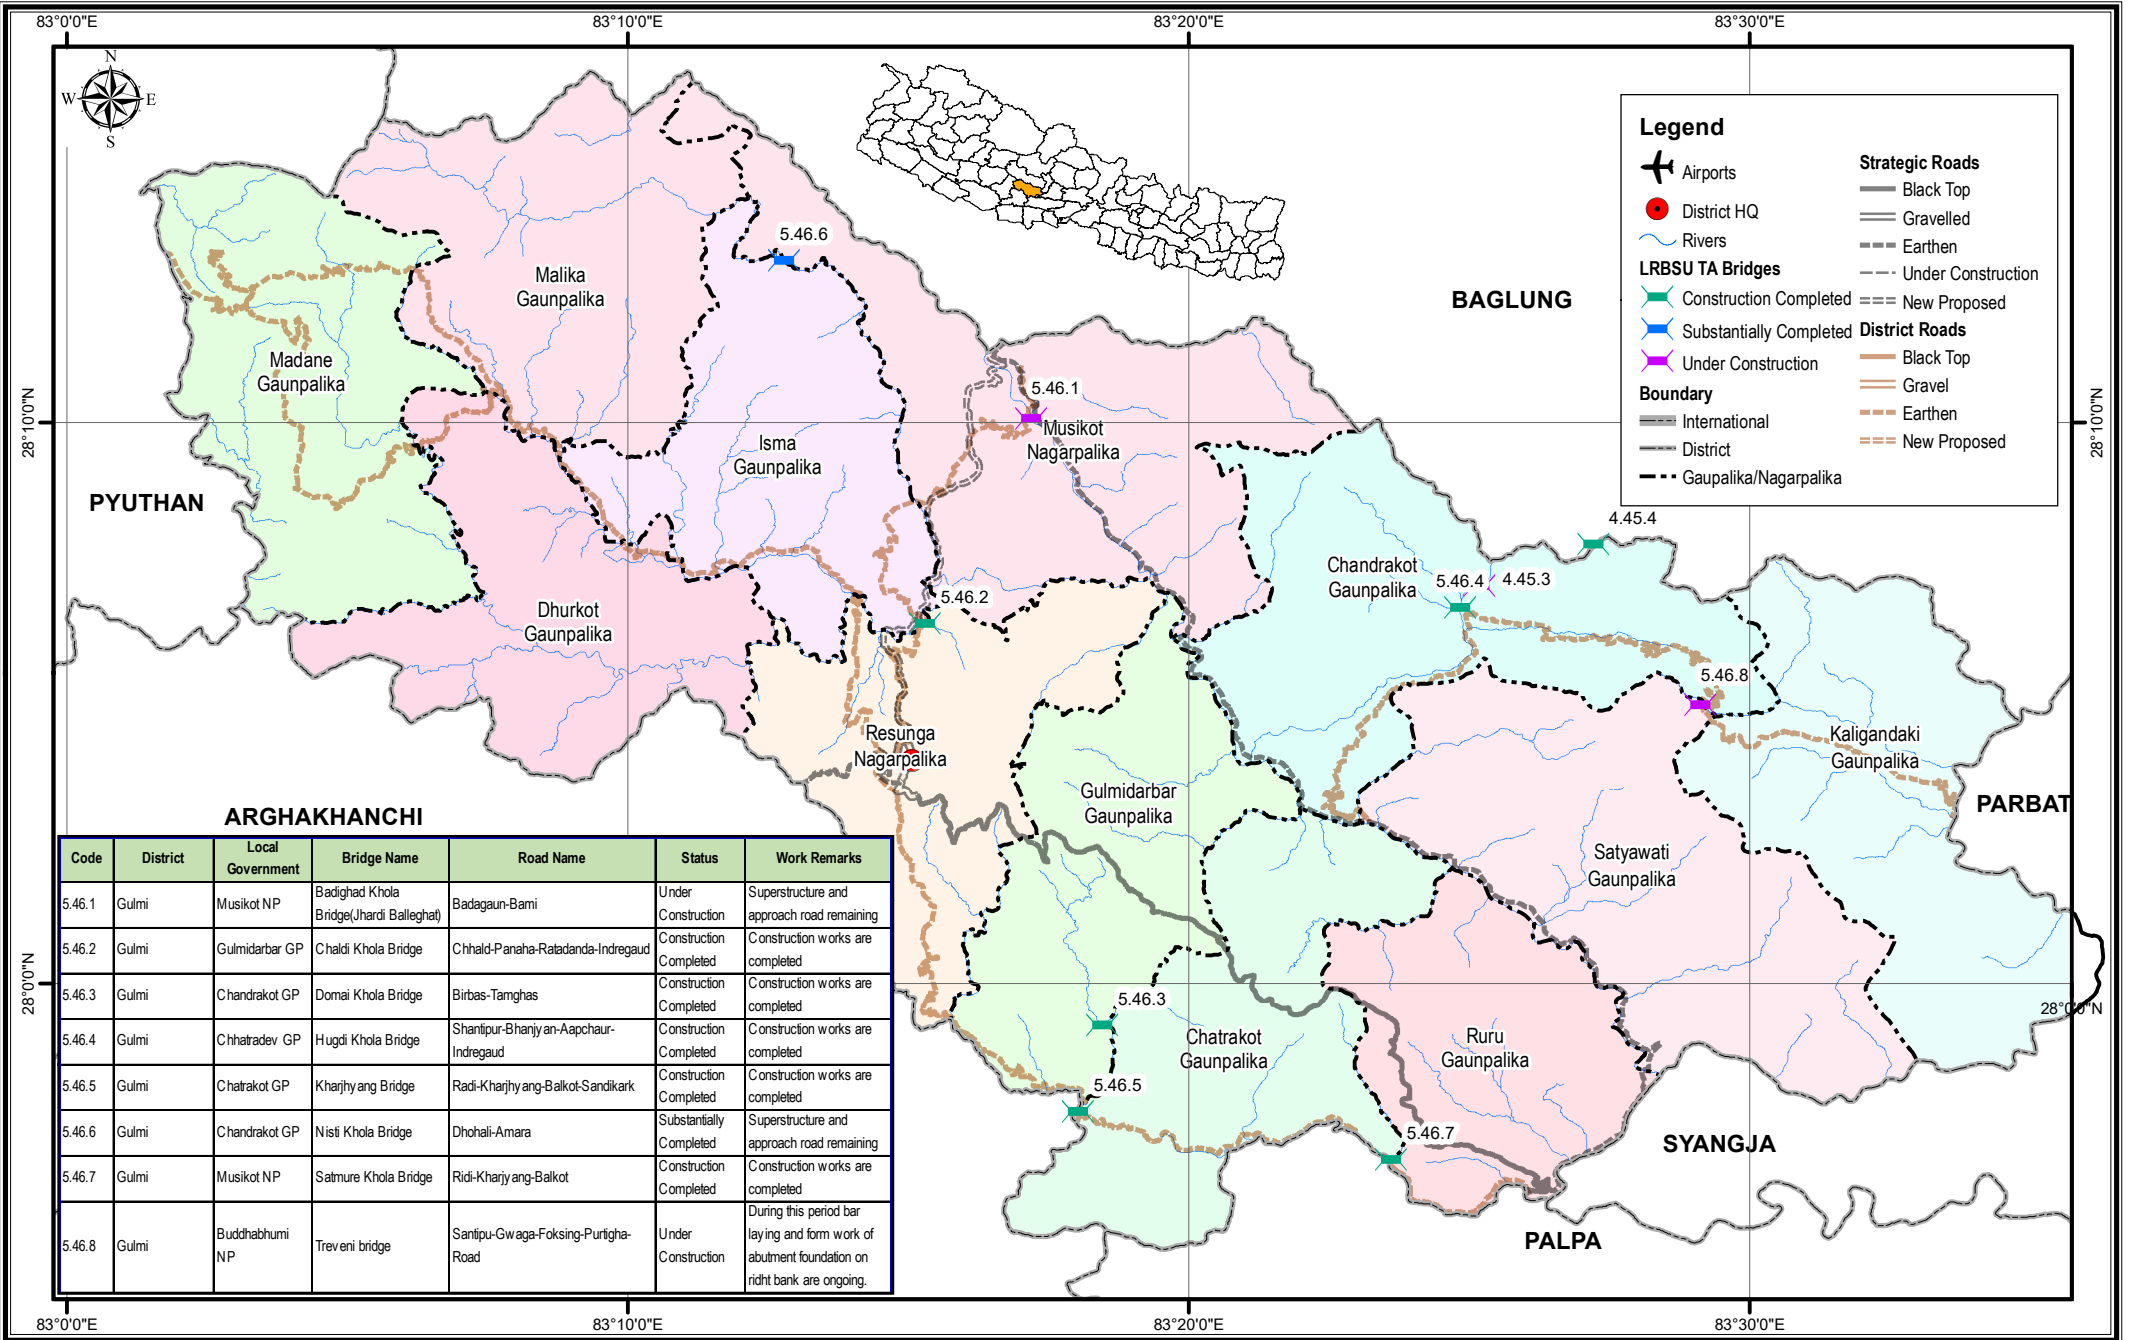 83°0'0"E
83°10'0"E
83°20'0"E
83°30'0"E
N
W
E
S
Legend
Airports
District HQ
Rivers
LRBSU TA Bridges
Construction Completed
Substantially Completed
Under Construction
Boundary
International
District
Gaupalika/Nagarpalika
Strategic Roads
Black Top
Gravelled
Earthen
Under Construction
New Proposed
District Roads
Black Top
Gravel
Earthen
New Proposed
5.46.6
Malika
Gaunpalika
BAGLUNG
Madane
Gaunpalika
5.46.1
28°10'0"N
28°10'0"N
Musikot
Nagarpalika
Isma
Gaunpalika
PYUTHAN
4.45.4
Chandrakot
Gaunpalika
5.46.4
4.45.3
5.46.2
Dhurkot
Gaunpalika
5.46.8
Resunga
Nagarpalika
Kaligandaki
Gaunpalika
Gulmidarbar
Gaunpalika
PARBAT
ARGHAKHANCHI
Satyawati
Gaunpalika
28°0'0"N
28°0'0"N
5.46.3
Chatrakot
Gaunpalika
Ruru
Gaunpalika
5.46.5
5.46.7
SYANGJA
PALPA
Code District Local Government Bridge Name Road Name Status Work Remarks
5.46.1 Gulmi Musikot NP Badighad Khola Bridge(Jhardi Balleghat) Badagaun-Bami Under Construction Superstructure and approach road remaining
5.46.2 Gulmi Gulmidarbar GP Chaldi Khola Bridge Chhald-Panaha-Ratadanda-Indregaud Construction Completed Construction works are completed
5.46.3 Gulmi Chandrakot GP Domai Khola Bridge Birbas-Tamghas Construction Completed Construction works are completed
5.46.4 Gulmi Chhatradev GP Hugdi Khola Bridge Shantipur-Bhanjyan-Aapchaur-Indregaud Construction Completed Construction works are completed
5.46.5 Gulmi Chatrakot GP Kharjhyang Bridge Radi-Kharjhyang-Balkot-Sandikark Construction Completed Construction works are completed
5.46.6 Gulmi Chandrakot GP Nisti Khola Bridge Dhohali-Amara Substantially Completed Superstructure and approach road remaining
5.46.7 Gulmi Musikot NP Satmure Khola Bridge Ridi-Kharjyang-Balkot Construction Completed Construction works are completed
5.46.8 Gulmi Buddhabhumi NP Treveni bridge Santipu-Gwaga-Foksing-Purtigha-Road Under Construction During this period bar laying and form work of abutment foundation on ridht bank are ongoing.
83°0'0"E
83°10'0"E
83°20'0"E
83°30'0"E